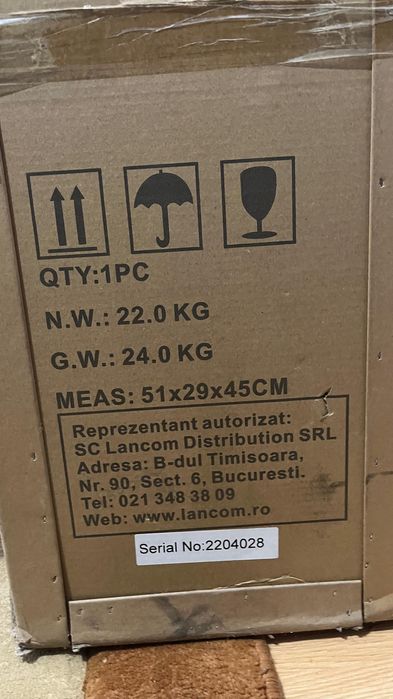 QTY:1PC
N.W.: 22.0 KG
G.W.: 24.0 KG
MEAS: 51x29x45CM
Reprezentant autorizat:
SC Lancom Distribution SRL
Adresa: B-dul Timisoara,
Nr. 90, Sect. 6, Bucuresti.
Tel: 021 348 38 09
Web: www.lancom.ro
Serial No:2204028